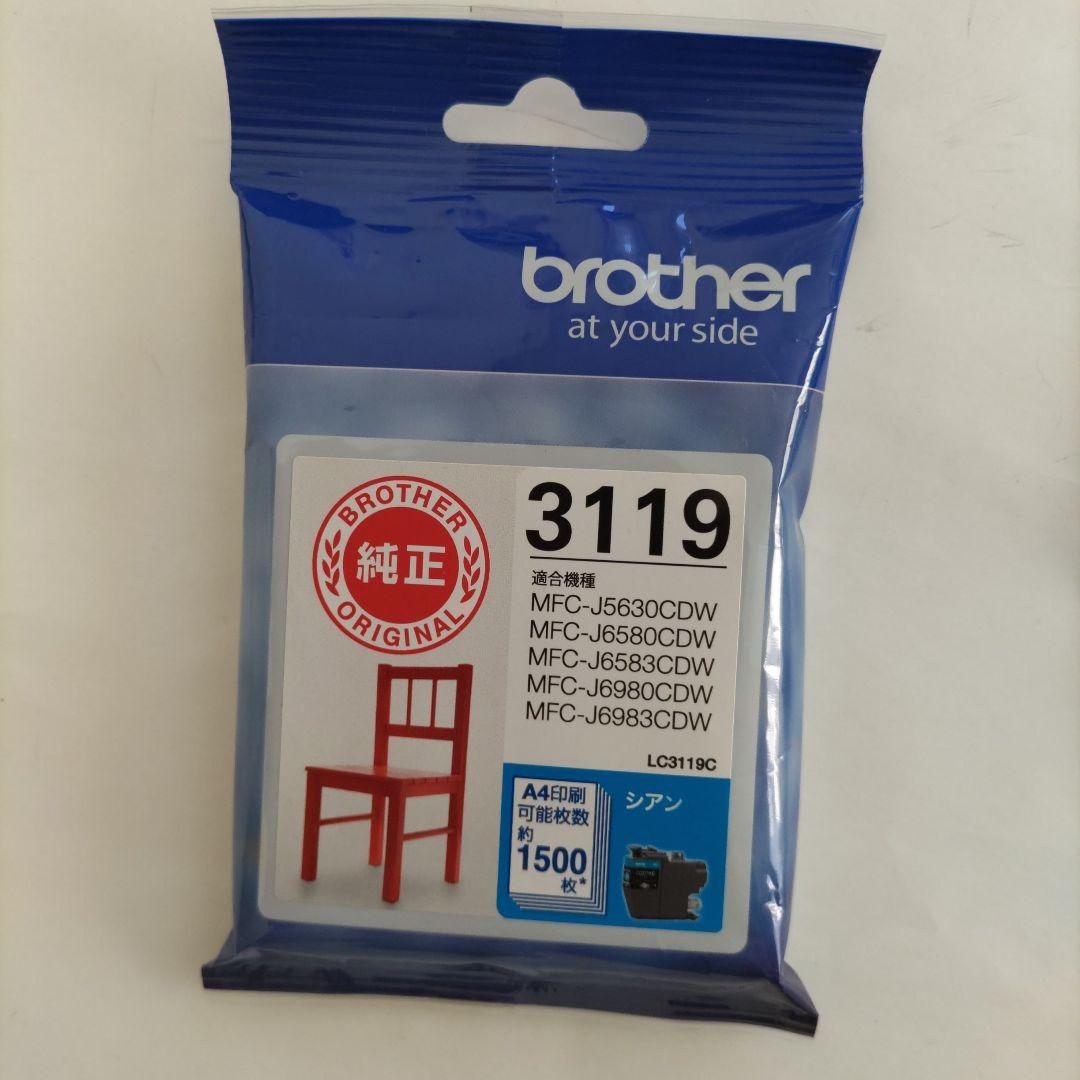 brother
at your side
BROTHER
純正
ORIGINAL
3119
適合機種
MFC-J5630CDW
MFC-J6580CDW
MFC-J6583CDW
MFC-J6980CDW
MFC-J6983CDW
LC3119C
A4印刷
可能枚数
約
1500
枚*
シアン